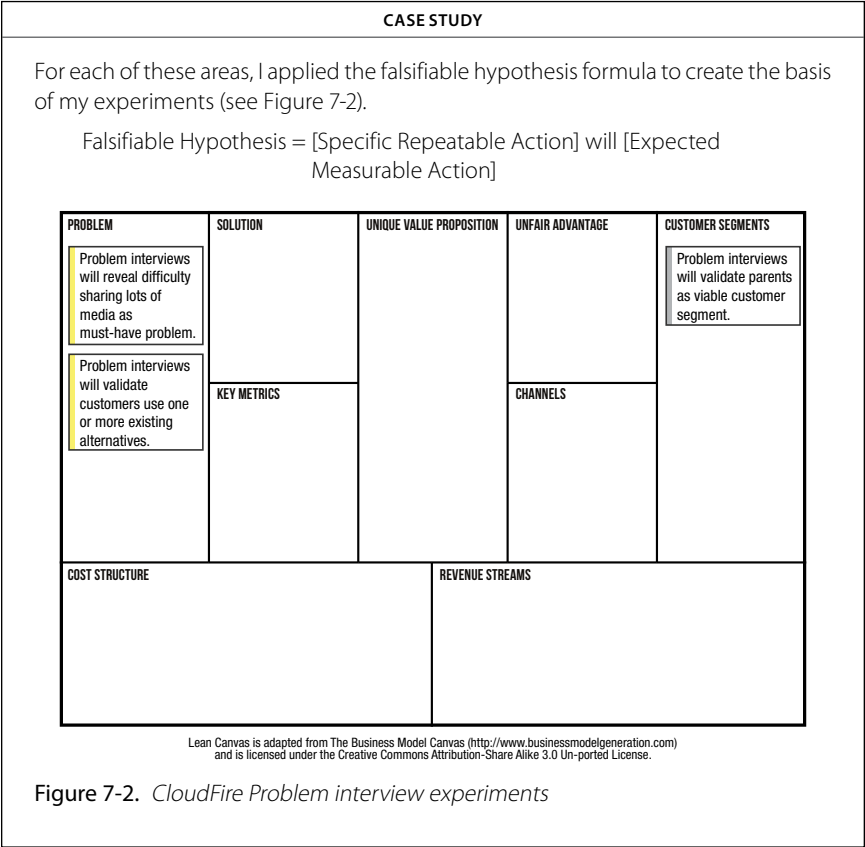 CASE STUDY
For each of these areas, I applied the falsifiable hypothesis formula to create the basis
of my experiments (see Figure 7-2).
Falsifiable Hypothesis = [Specific Repeatable Action] will [Expected
Measurable Action]
PROBLEM
Problem interviews
will reveal difficulty
sharing lots of
media as
must-have problem.
Problem interviews
will validate
customers use one
or more existing
alternatives.
SOLUTION
KEY METRICS
UNIQUE VALUE PROPOSITION
UNFAIR ADVANTAGE
CHANNELS
CUSTOMER SEGMENTS
Problem interviews
will validate parents
as viable customer
segment.
COST STRUCTURE
REVENUE STREAMS
Lean Canvas is adapted from The Business Model Canvas (http://www.businessmodelgeneration.com)
and is licensed under the Creative Commons Attribution-Share Alike 3.0 Un-ported License.
Figure 7-2. CloudFire Problem interview experiments